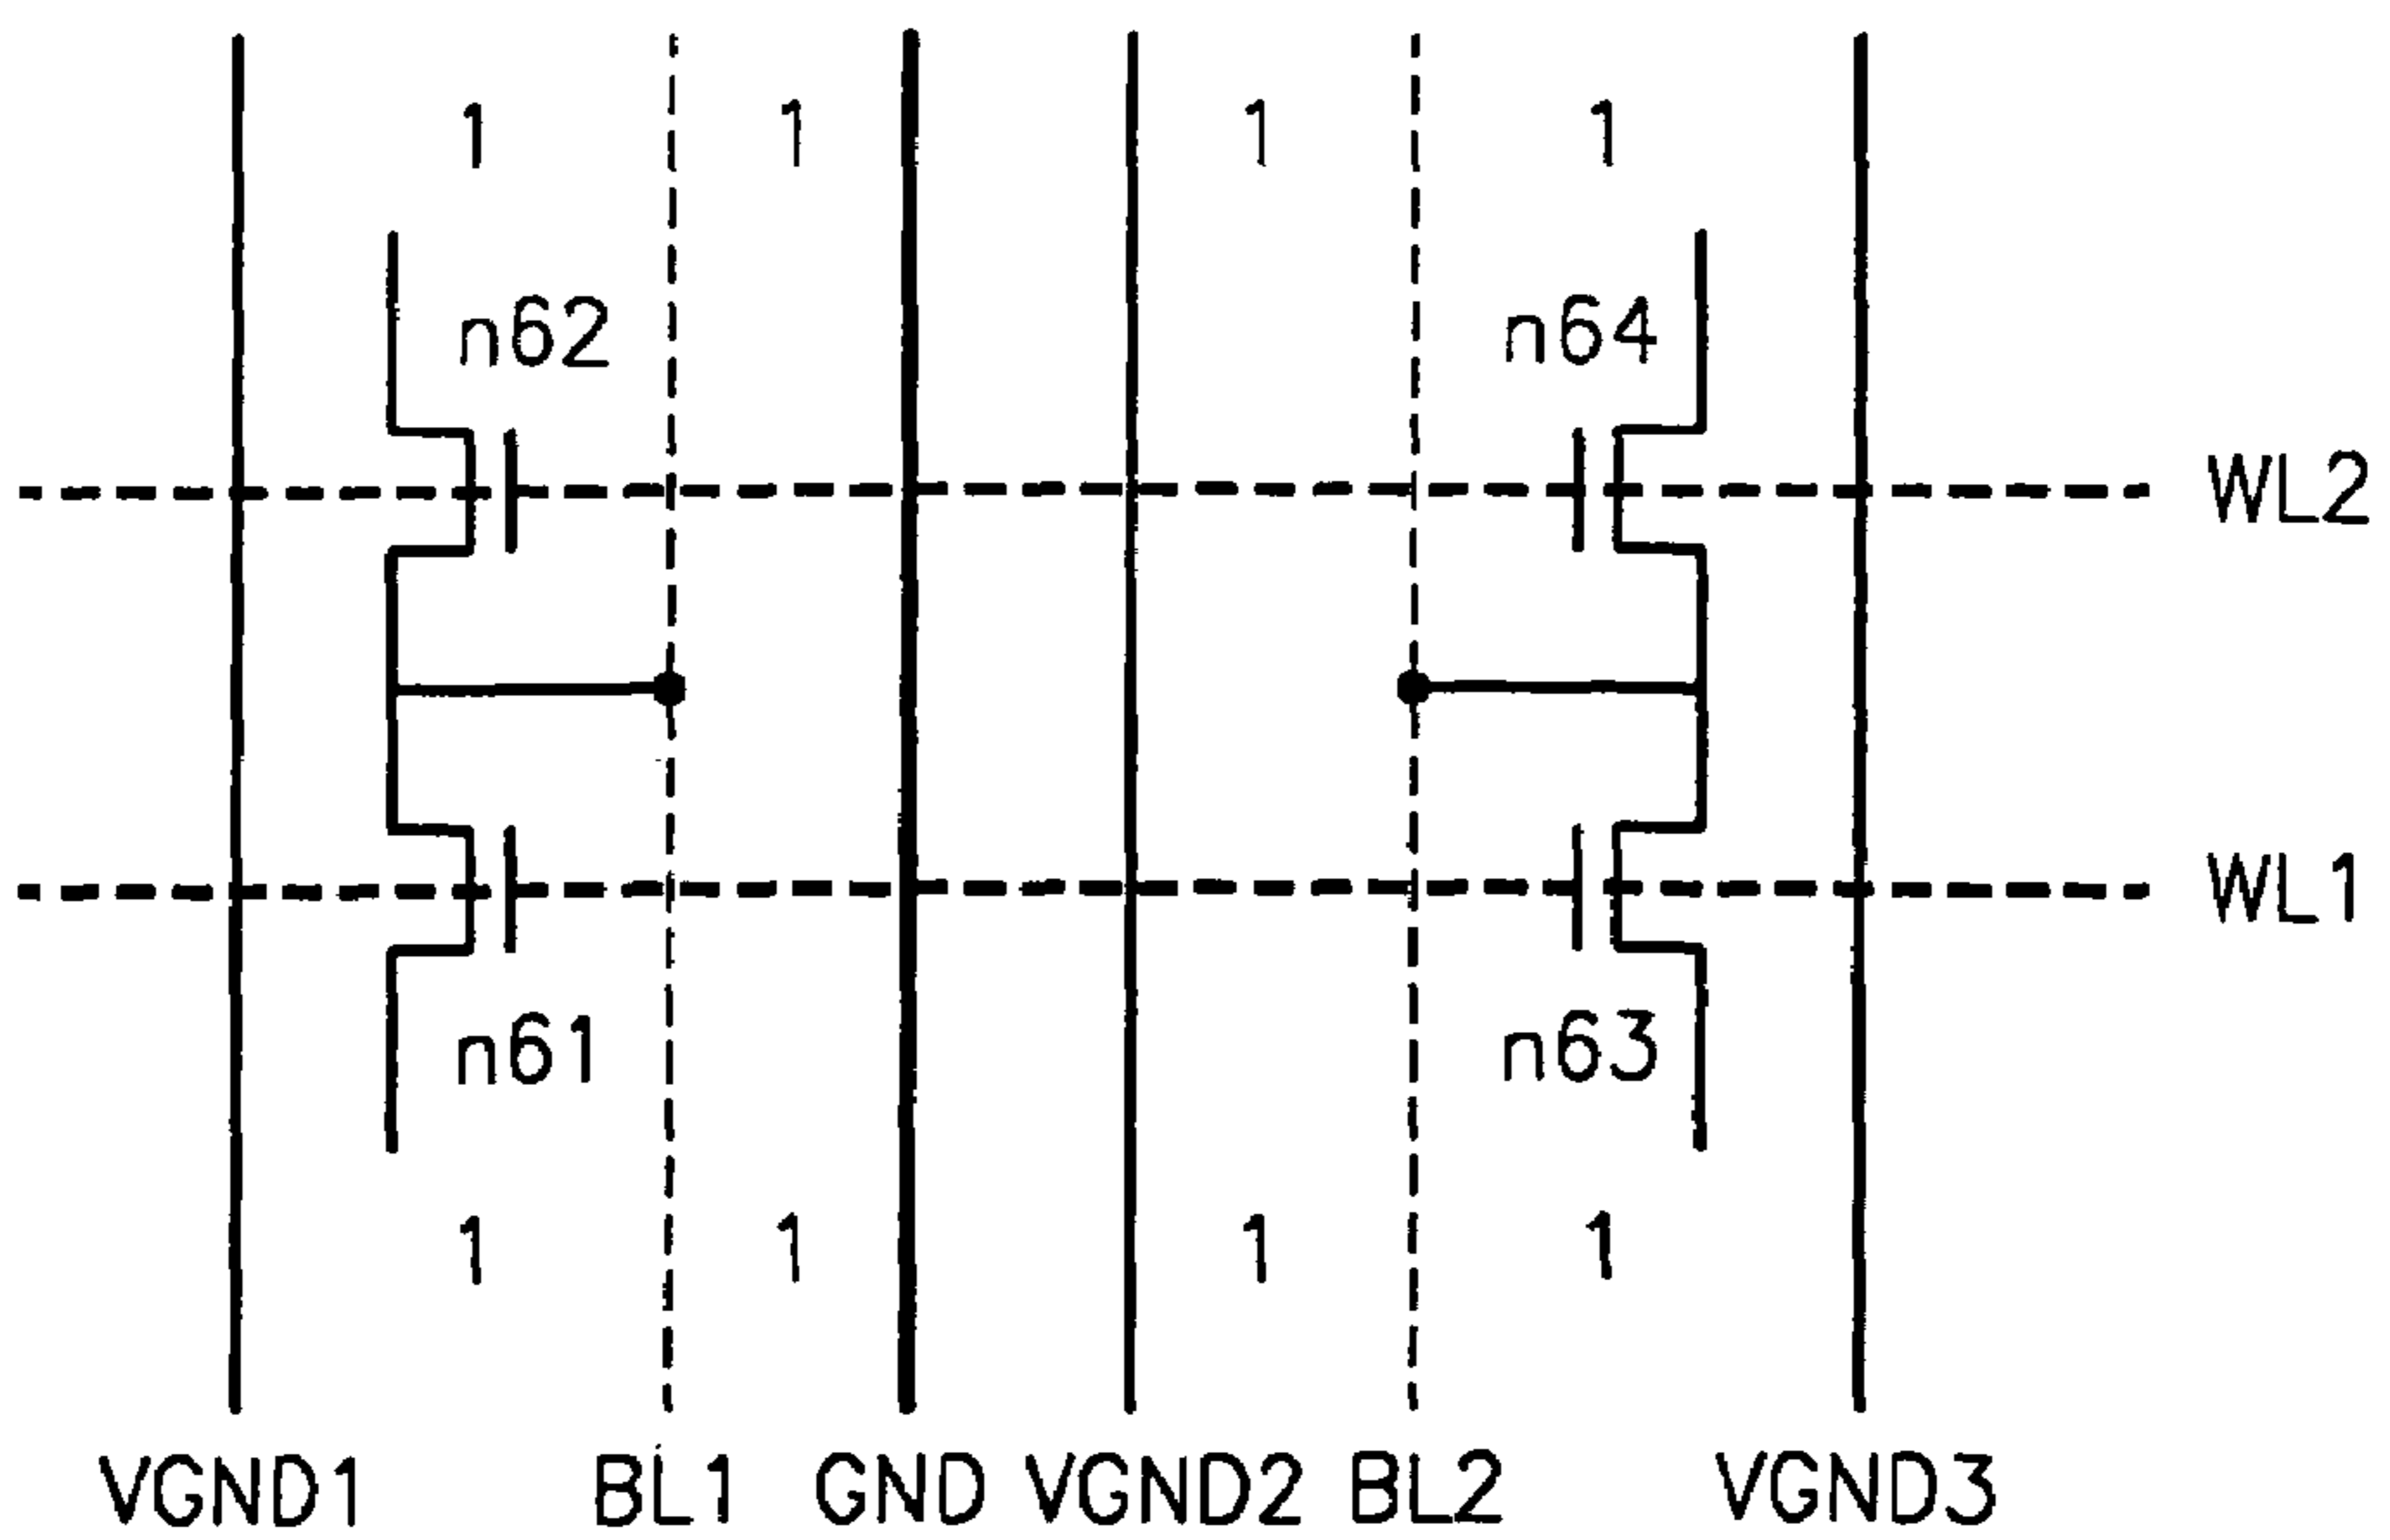 1 1 1 1
n62 n64
WL2
WL1
n61 n63
1 1 1 1
VGND1 BL1 GND VGND2 BL2 VGND3